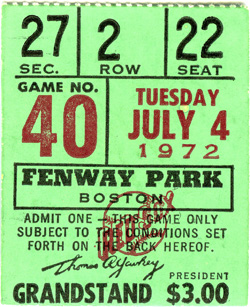 27 2 22
SEC. ROW SEAT
GAME NO. TUESDAY
40 JULY 4
1972
FENWAY PARK
BOSTON
ADMIT ONE — THIS GAME ONLY
SUBJECT TO THE CONDITIONS SET
FORTH ON THE BACK HEREOF.
Thomas A. Yawkey
PRESIDENT
GRANDSTAND $3.00